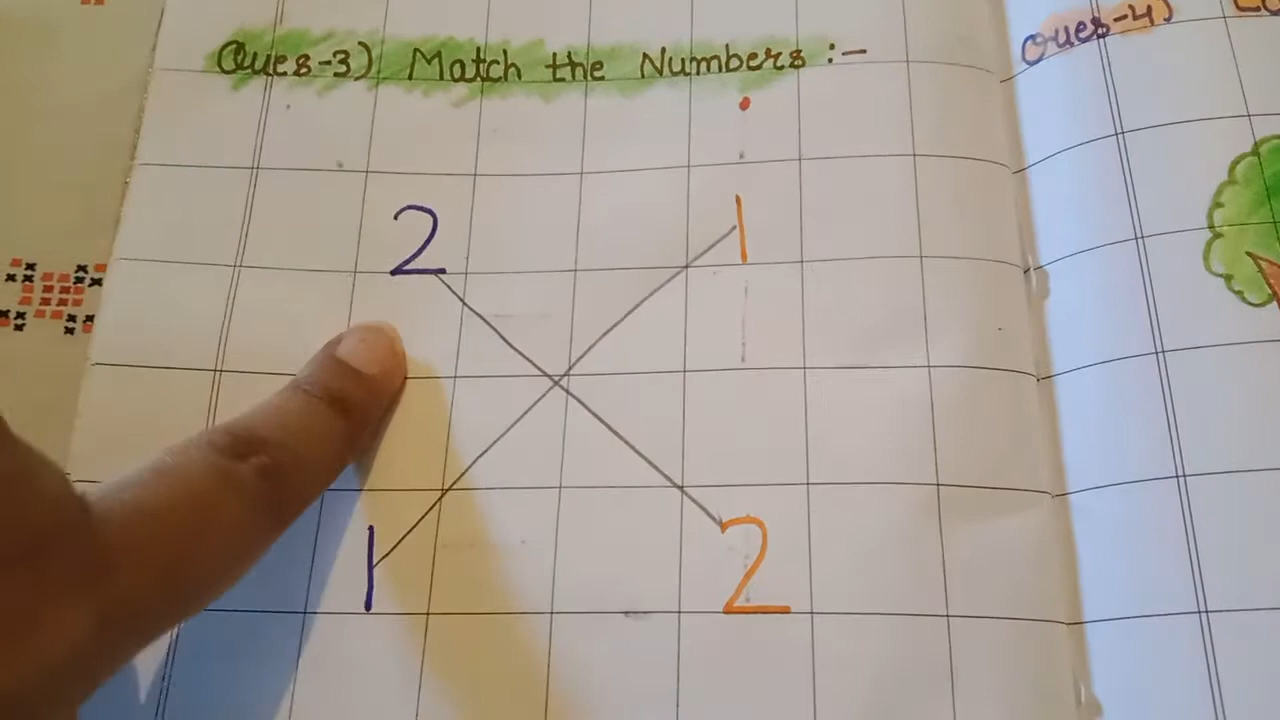 Ques-3) Match the Numbers :-
2 1
1 2
Ques-4)